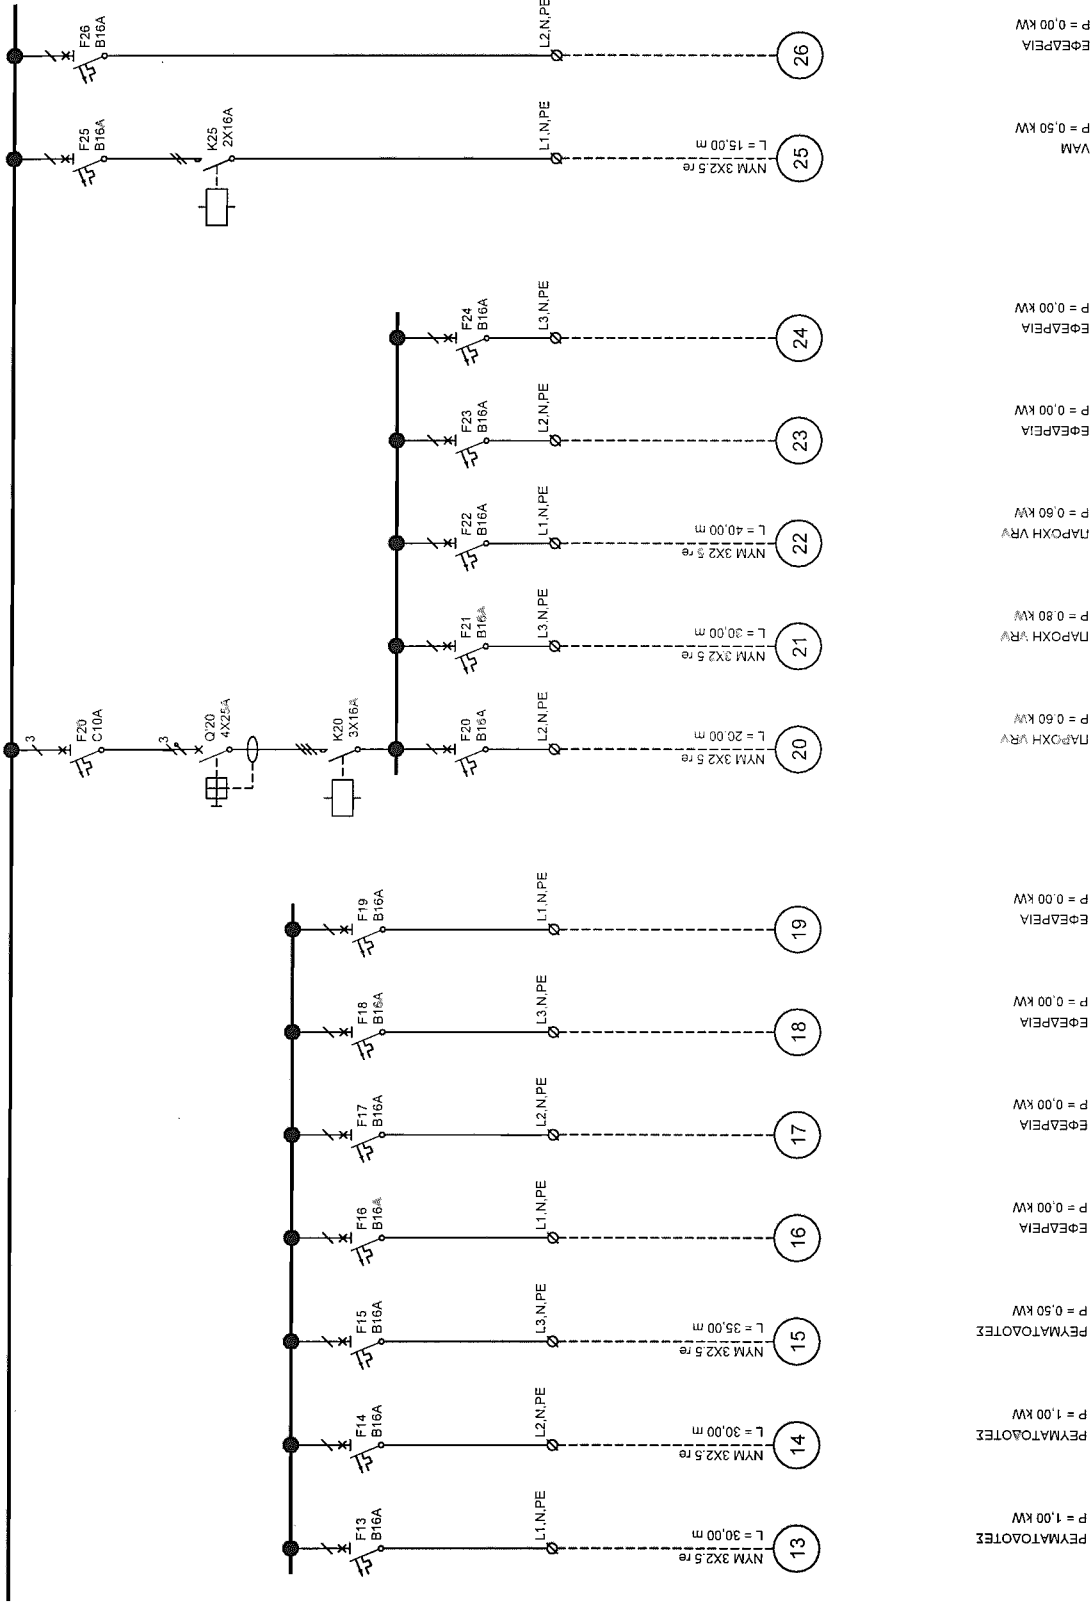 F26
B16A
L2,N,PE
26
ΕΦΕΔΡΕΙΑ
P = 0,00 kW
F25
B16A
K25
2X16A
L1,N,PE
NYM 3X2.5 re
L = 15,00 m
25
VAM
P = 0,50 kW
F24
B16A
L3,N,PE
24
ΕΦΕΔΡΕΙΑ
P = 0,00 kW
F23
B16A
L2,N,PE
23
ΕΦΕΔΡΕΙΑ
P = 0,00 kW
F22
B16A
L1,N,PE
NYM 3X2.5 re
L = 40,00 m
22
ΠΑΡΟΧΗ VRV
P = 0,60 kW
F21
B16A
L3,N,PE
NYM 3X2.5 re
L = 30,00 m
21
ΠΑΡΟΧΗ VRV
P = 0,80 kW
3
F20
C10A
3
Q'20
4X25A
K20
3X16A
F20
B16A
L2,N,PE
NYM 3X2.5 re
L = 20,00 m
20
ΠΑΡΟΧΗ VRV
P = 0,60 kW
F19
B16A
L1,N,PE
19
ΕΦΕΔΡΕΙΑ
P = 0,00 kW
F18
B16A
L3,N,PE
18
ΕΦΕΔΡΕΙΑ
P = 0,00 kW
F17
B16A
L2,N,PE
17
ΕΦΕΔΡΕΙΑ
P = 0,00 kW
F16
B16A
L1,N,PE
16
ΕΦΕΔΡΕΙΑ
P = 0,00 kW
F15
B16A
L3,N,PE
NYM 3X2.5 re
L = 35,00 m
15
ΡΕΥΜΑΤΟΔΟΤΕΣ
P = 0,50 kW
F14
B16A
L2,N,PE
NYM 3X2.5 re
L = 30,00 m
14
ΡΕΥΜΑΤΟΔΟΤΕΣ
P = 1,00 kW
F13
B16A
L1,N,PE
NYM 3X2.5 re
L = 30,00 m
13
ΡΕΥΜΑΤΟΔΟΤΕΣ
P = 1,00 kW